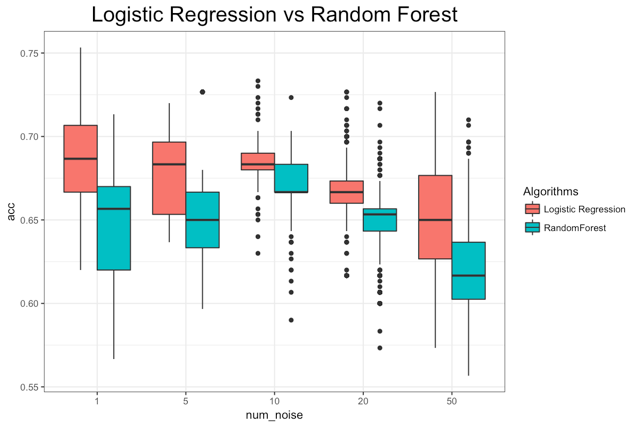 Logistic Regression vs Random Forest
0.75
0.70
0.65
0.60
0.55
acc
1 5 10 20 50
num_noise
Algorithms
Logistic Regression
RandomForest